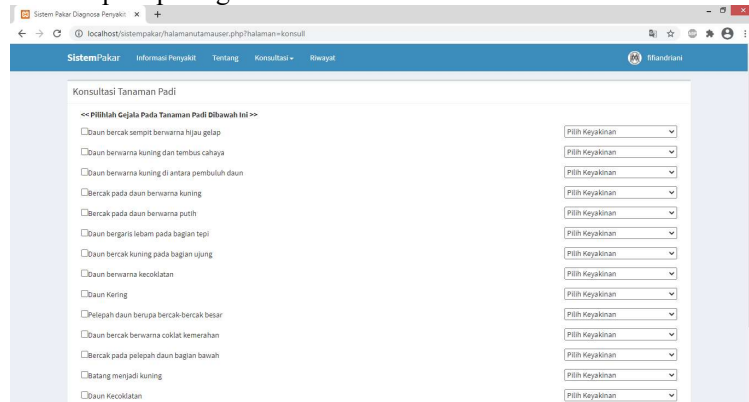 Sistem Pakar Diagnosa Penyakit
localhost/sistempakar/halamanutamauser.php?halaman=konsul1
SistemPakar Informasi Penyakit Tentang Konsultasi Riwayat fifiandriani
Konsultasi Tanaman Padi
<< Pilihlah Gejala Pada Tanaman Padi Dibawah Ini >>
Daun bercak sempit berwarna hijau gelap Pilih Keyakinan
Daun berwarna kuning dan tembus cahaya Pilih Keyakinan
Daun berwarna kuning di antara pembuluh daun Pilih Keyakinan
Bercak pada daun berwarna kuning Pilih Keyakinan
Bercak pada daun berwarna putih Pilih Keyakinan
Daun bergaris lebam pada bagian tepi Pilih Keyakinan
Daun bercak kuning pada bagian ujung Pilih Keyakinan
Daun berwarna kecoklatan Pilih Keyakinan
Daun Kering Pilih Keyakinan
Pelepah daun berupa bercak-bercak besar Pilih Keyakinan
Daun bercak berwarna coklat kemerahan Pilih Keyakinan
Bercak pada pelepah daun bagian bawah Pilih Keyakinan
Batang menjadi kuning Pilih Keyakinan
Daun Kecoklatan Pilih Keyakinan